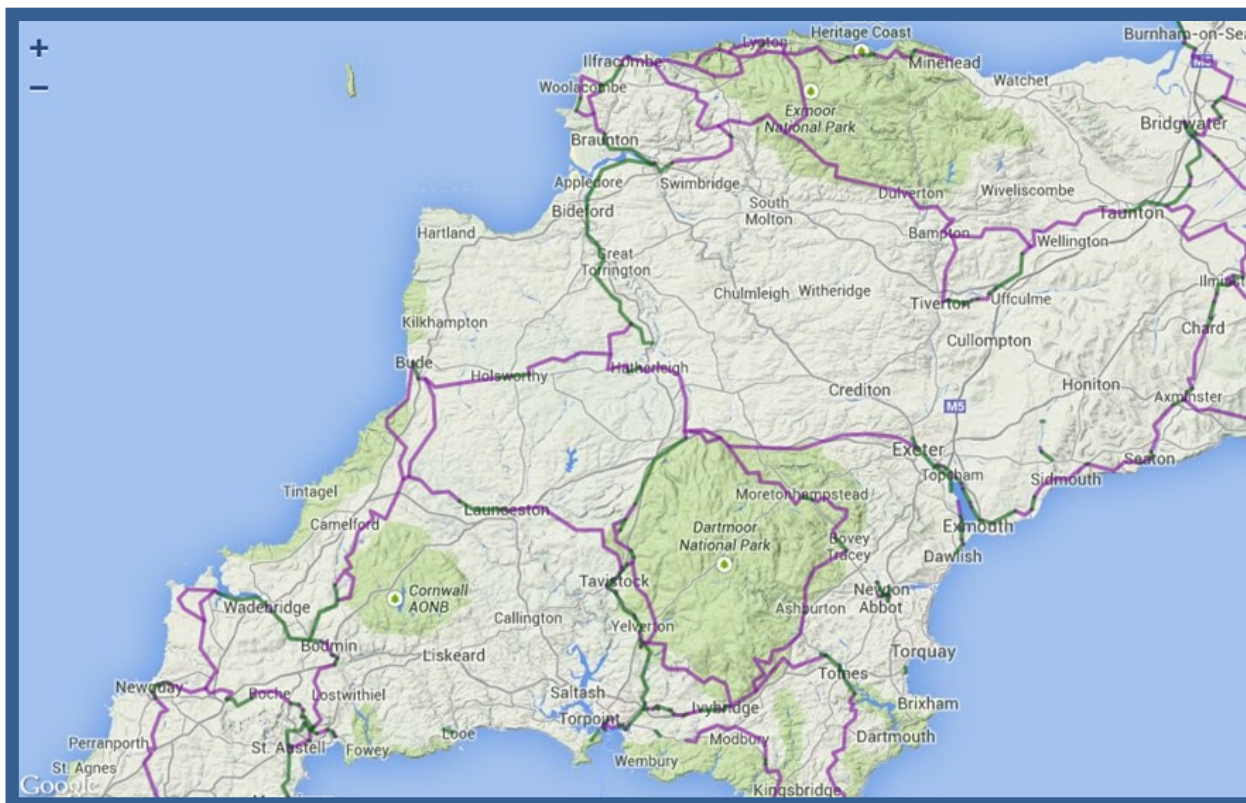 +
−
Heritage Coast
Lynton
Burnham-on-Sea
Ilfracombe
Minehead
M5
Watchet
Woolacombe
Exmoor
National Park
Bridgwater
Braunton
Appledore
Swimbridge
Dulverton
Wiveliscombe
Bideford
South
Molton
Taunton
Hartland
Bampton
Wellington
Great
Torrington
Chulmleigh
Witheridge
Tiverton
Uffculme
Kilkhampton
Chard
Cullompton
Bude
Holsworthy
Hatherleigh
Crediton
Honiton
Axminster
M5
Exeter
Topsham
Seaton
Sidmouth
Tintagel
Moretonhampstead
Launceston
Camelford
Exmouth
Dartmoor
National Park
Bovey
Tracey
Dawlish
Tavistock
Newton
Abbot
Cornwall
AONB
Wadebridge
Ashburton
Callington
Yelverton
Bodmin
Liskeard
Torquay
Newquay
Roche
Lostwithiel
Saltash
Totnes
Ivybridge
Brixham
Torpoint
Looe
Dartmouth
Perranporth
St. Austell
Fowey
Modbury
Wembury
St. Agnes
Kingsbridge
Google